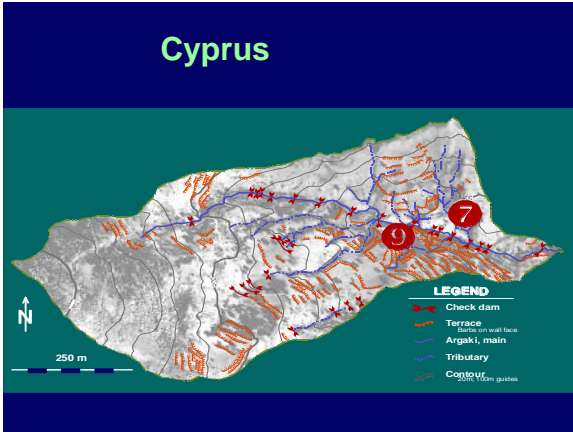 Cyprus
7
9
N
250 m
LEGEND
Check dam
Terrace
Barbs on wall face
Argaki, main
Tributary
Contour
20m; 100m guides